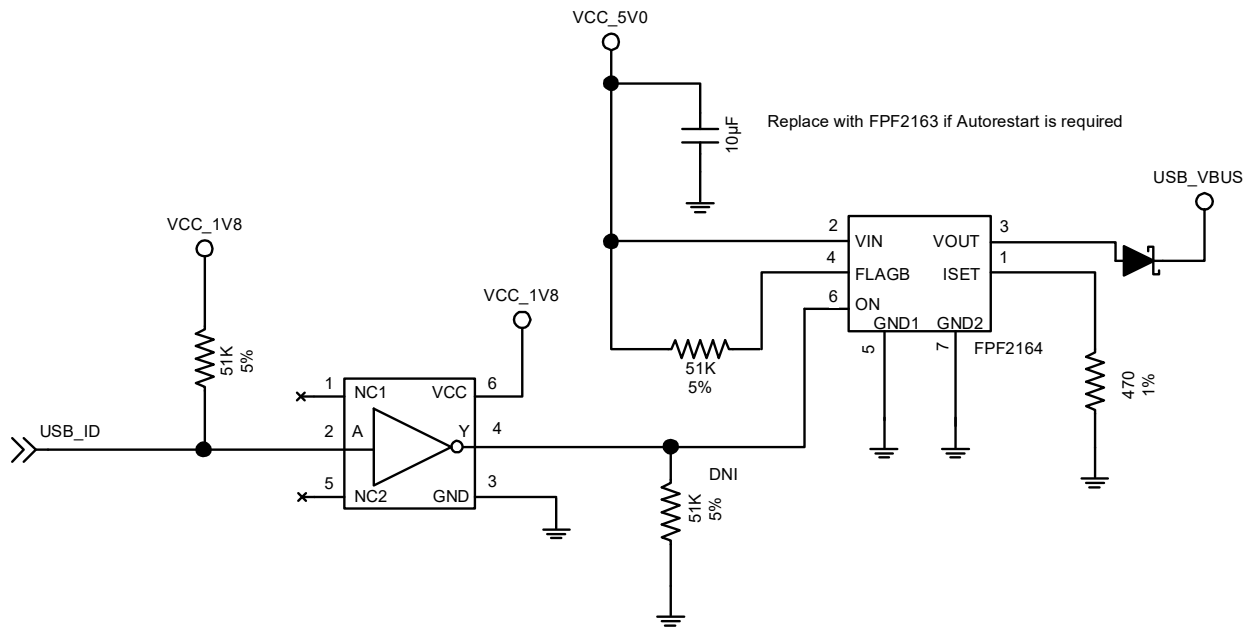 VCC_5V0
10µF
Replace with FPF2163 if Autorestart is required
USB_VBUS
VCC_1V8
2
VIN
VOUT
3
4
FLAGB
ISET
1
6
ON
GND1
GND2
5
7
FPF2164
VCC_1V8
51K
5%
51K
5%
470
1%
1
NC1
VCC
6
USB_ID
2
A
Y
4
5
NC2
GND
3
DNI
51K
5%